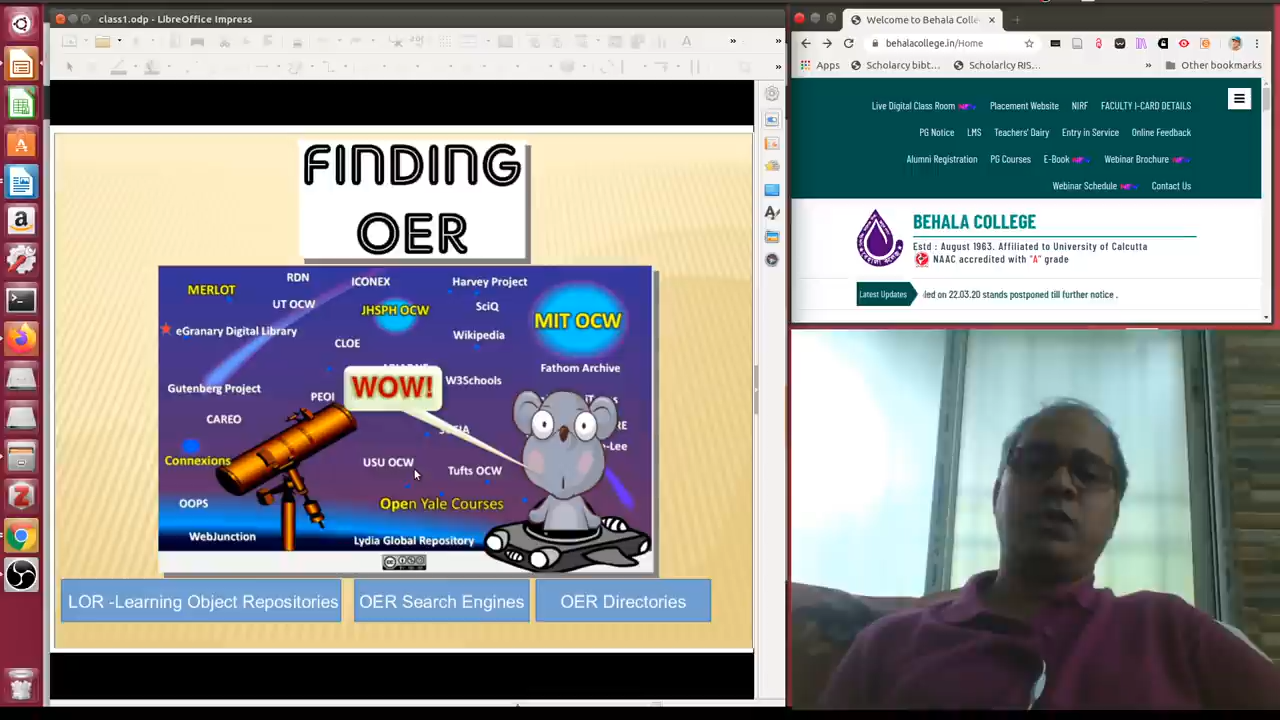 class1.odp - LibreOffice Impress
FINDING
OER
RDN
ICONEX
Harvey Project
MERLOT
UT OCW
JHSPH OCW
SciQ
MIT OCW
eGranary Digital Library
Wikipedia
CLOE
Fathom Archive
W3Schools
Gutenberg Project
WOW!
PEOI
CAREO
Connexions
USU OCW
Tufts OCW
Open Yale Courses
OOPS
WebJunction
Lydia Global Repository
LOR -Learning Object Repositories
OER Search Engines
OER Directories
Welcome to Behala Colle
behalacollege.in/Home
Apps
Scholarcy bibt...
Scholarlcy RIS...
»
Other bookmarks
Live Digital Class Room
Placement Website
NIRF
FACULTY I-CARD DETAILS
PG Notice
LMS
Teachers' Dairy
Entry in Service
Online Feedback
Alumni Registration
PG Courses
E-Book
Webinar Brochure
Webinar Schedule
Contact Us
BEHALA COLLEGE
Estd : August 1963. Affiliated to University of Calcutta
NAAC accredited with "A" grade
Latest Updates
led on 22.03.20 stands postponed till further notice .